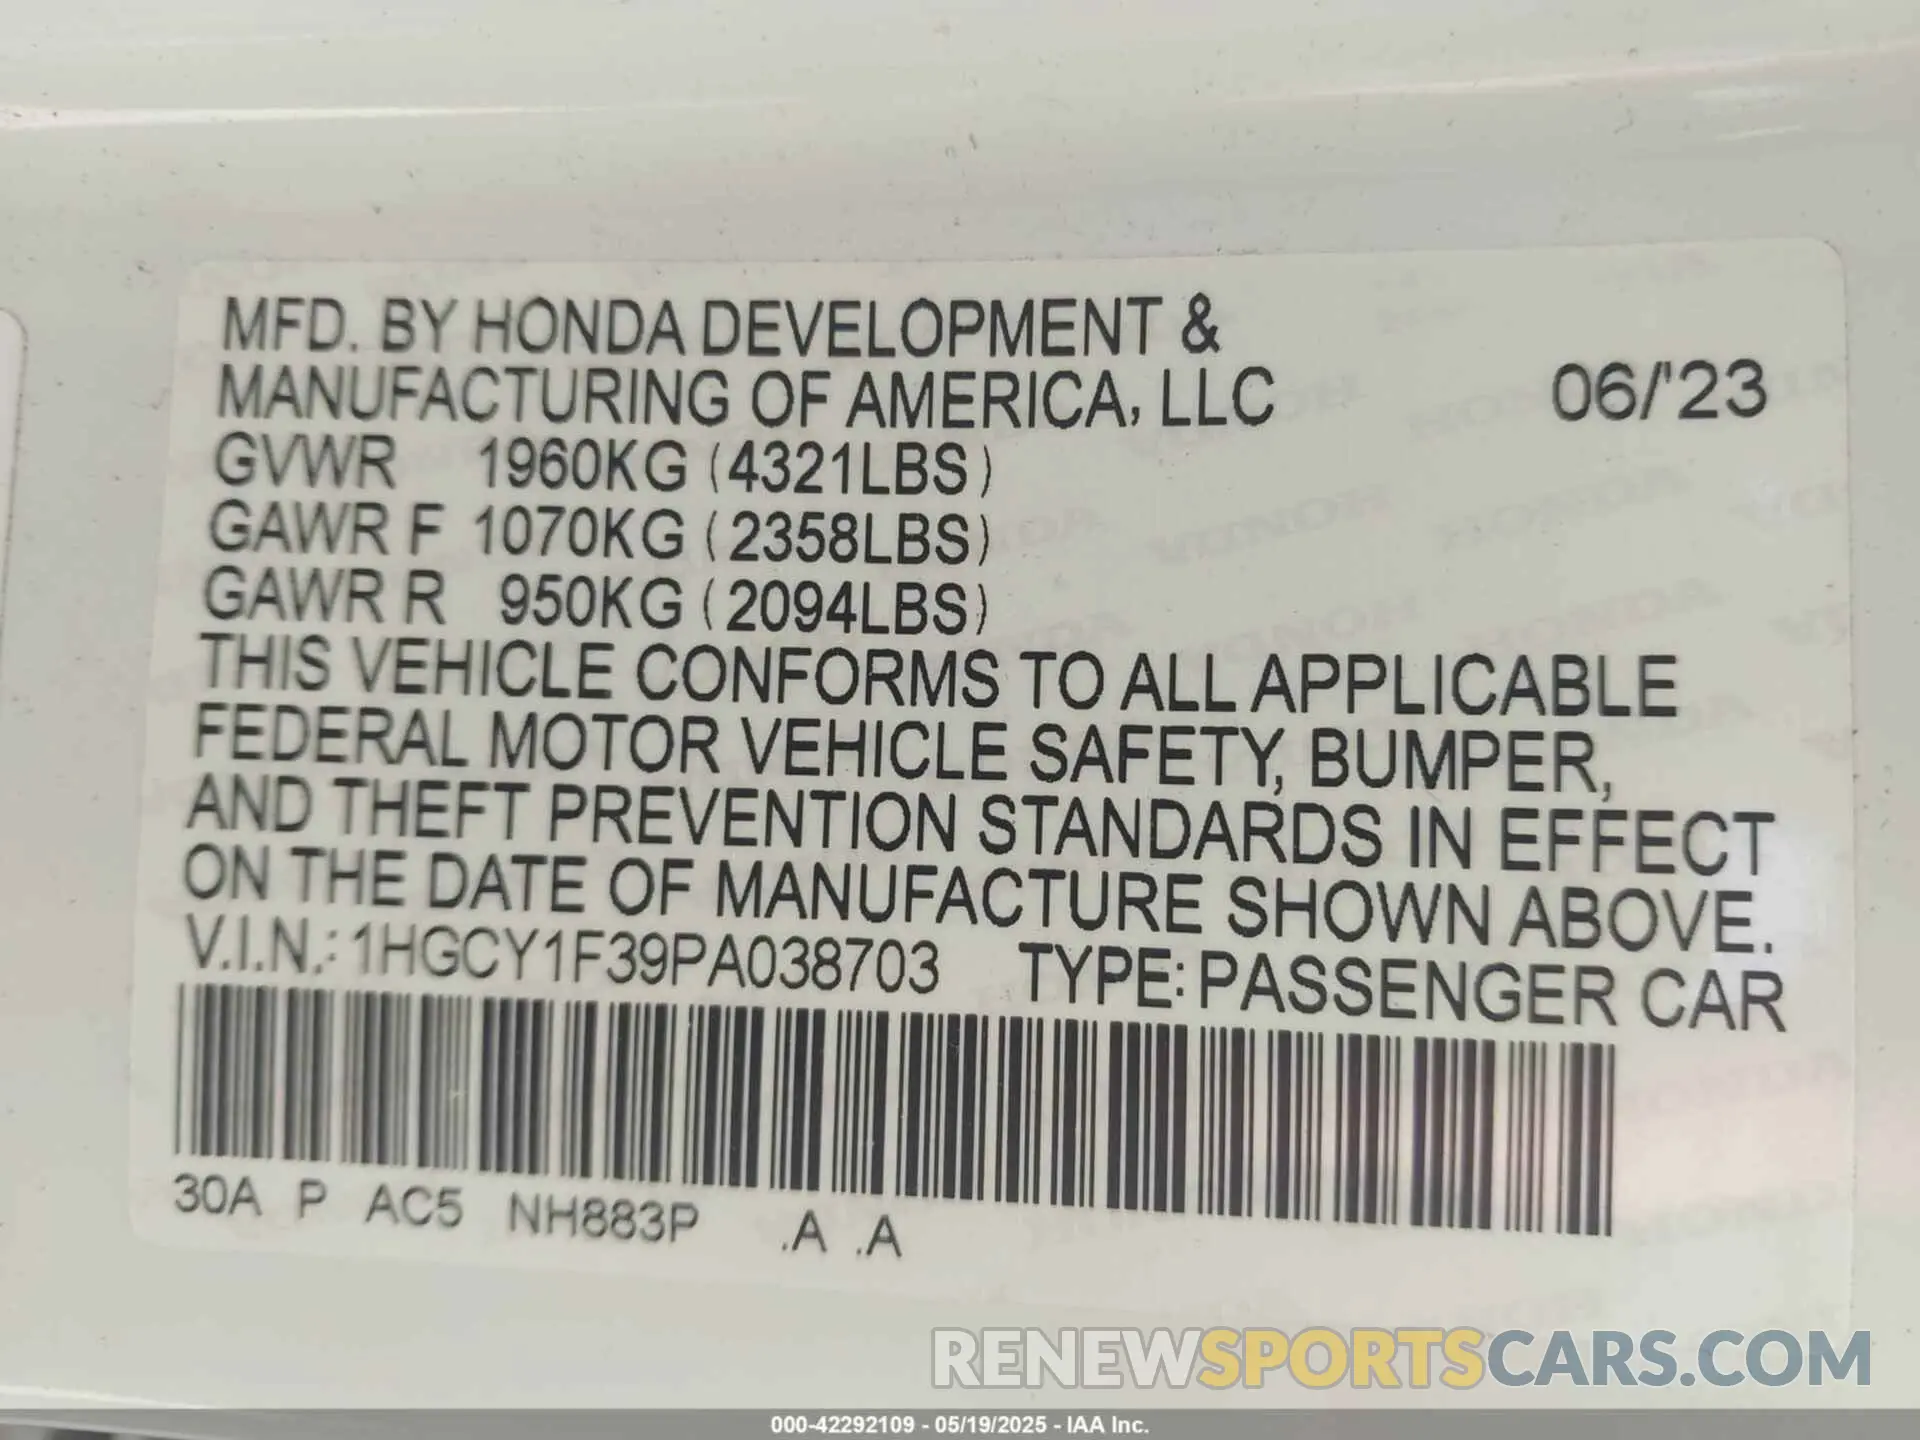 MFD. BY HONDA DEVELOPMENT &
MANUFACTURING OF AMERICA, LLC 06/'23
GVWR 1960KG (4321LBS)
GAWR F 1070KG (2358LBS)
GAWR R 950KG (2094LBS)
THIS VEHICLE CONFORMS TO ALL APPLICABLE
FEDERAL MOTOR VEHICLE SAFETY, BUMPER,
AND THEFT PREVENTION STANDARDS IN EFFECT
ON THE DATE OF MANUFACTURE SHOWN ABOVE.
V.I.N.: 1HGCY1F39PA038703 TYPE: PASSENGER CAR
30A P AC5 NH883P .A .A
RENEWSPORTSCARS.COM
000-42292109 - 05/19/2025 - IAA Inc.